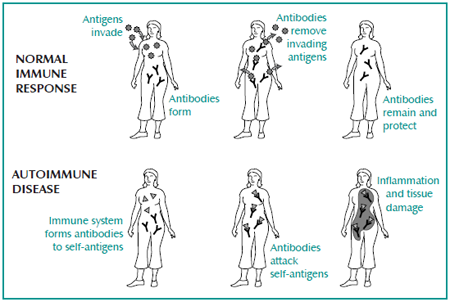 NORMAL
IMMUNE
RESPONSE
Antigens
invade
Antibodies
form
Antibodies
remove
invading
antigens
Antibodies
remain and
protect
AUTOIMMUNE
DISEASE
Immune system
forms antibodies
to self-antigens
Antibodies
attack
self-antigens
Inflammation
and tissue
damage